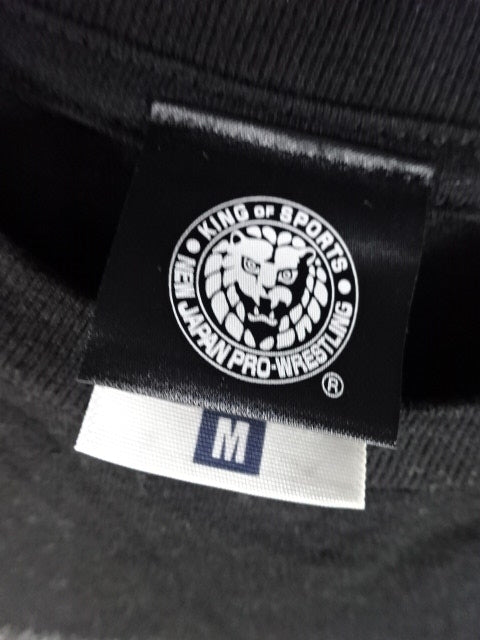 KING OF SPORTS
NEW JAPAN PRO-WRESTLING
®
M